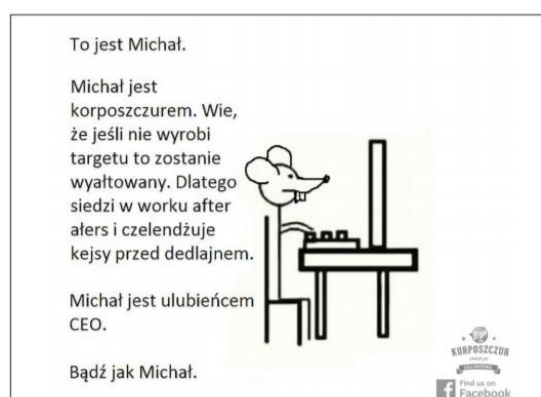 To jest Michał.
Michał jest
korposzczurem. Wie,
że jeśli nie wyrobi
targetu to zostanie
wyałtowany. Dlatego
siedzi w worku after
ałers i czelendżuje
kejsy przed dedlajnem.
Michał jest ulubieńcem
CEO.
Bądź jak Michał.
KORPOSZCZUR
Find us on
Facebook